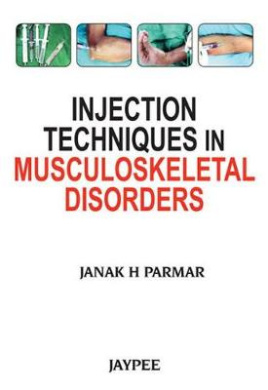 INJECTION
TECHNIQUES IN
MUSCULOSKELETAL
DISORDERS
JANAK H PARMAR
JAYPEE